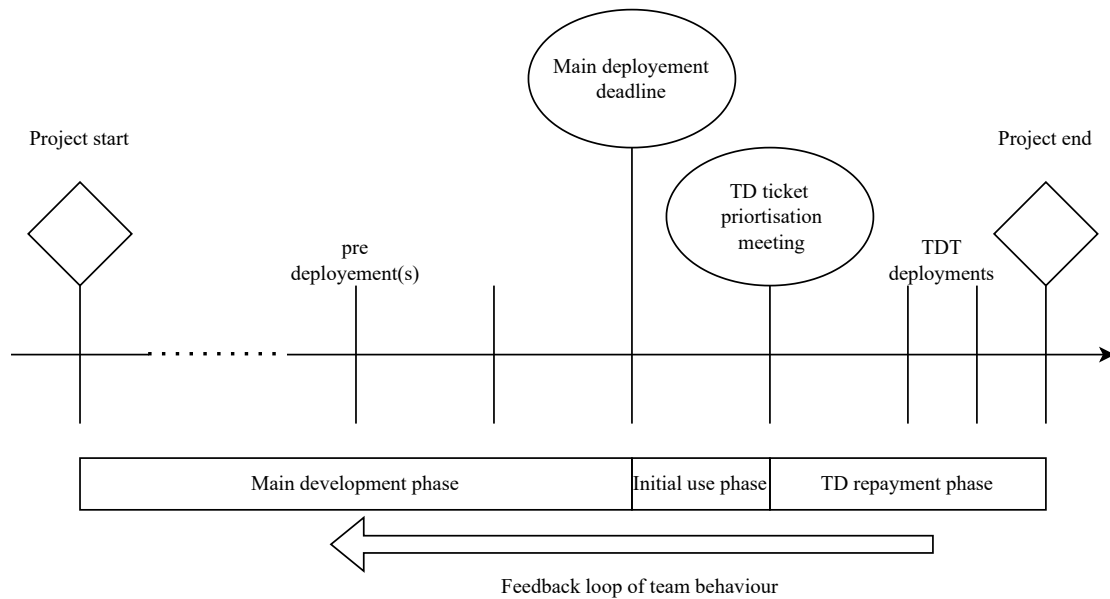 Main deployement
deadline
Project start
Project end
TD ticket
priortisation
meeting
pre
deployement(s)
TDT
deployments
Main development phase
Initial use phase
TD repayment phase
Feedback loop of team behaviour